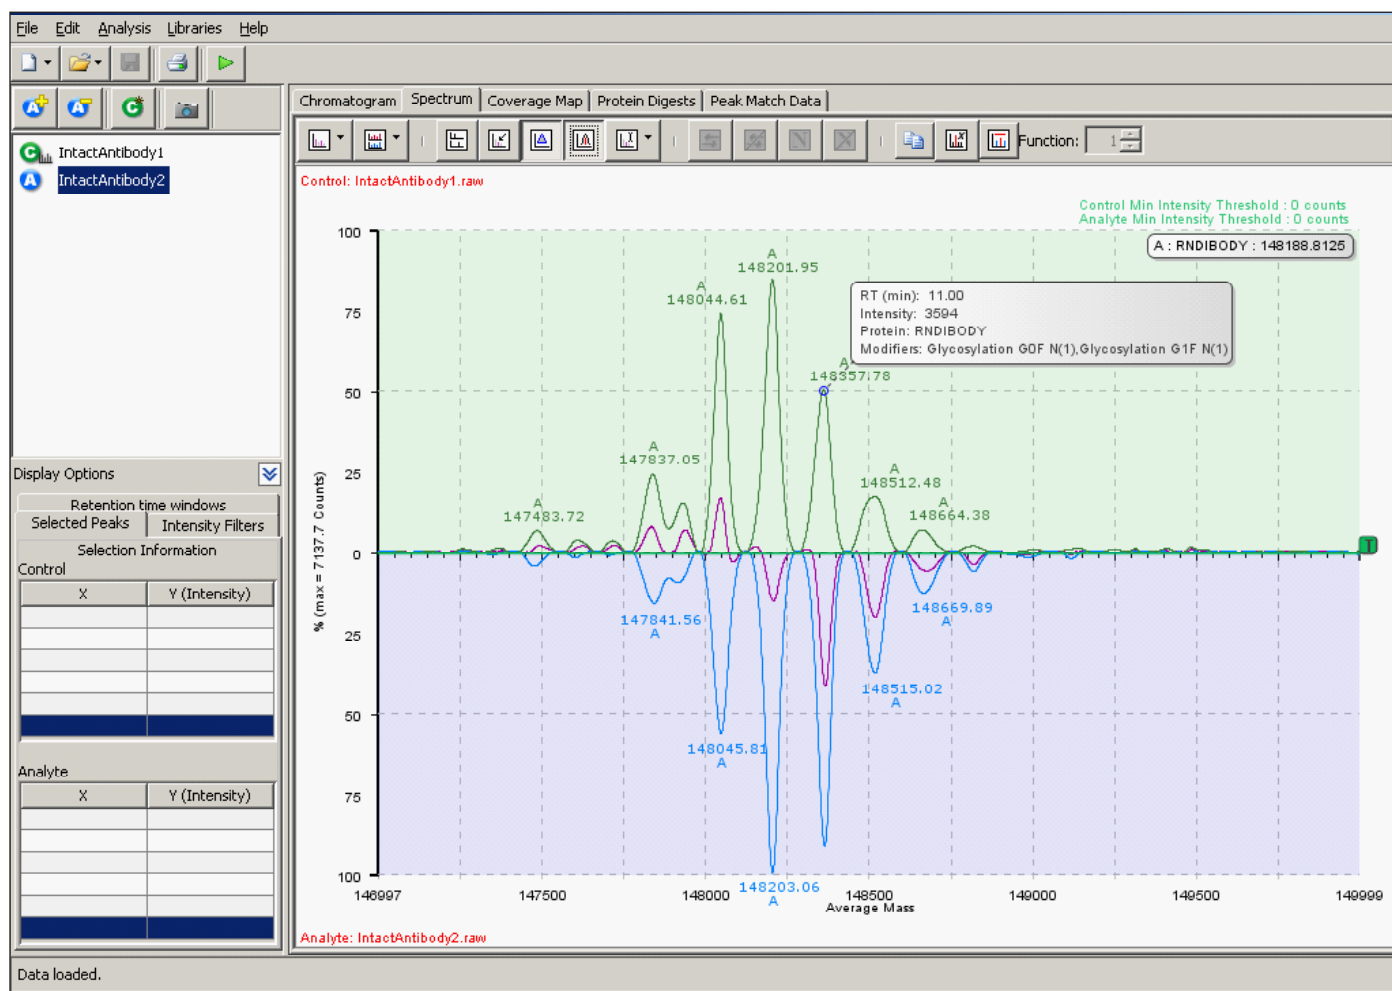 File Edit Analysis Libraries Help
Chromatogram Spectrum Coverage Map Protein Digests Peak Match Data
Function: 1
IntactAntibody1
IntactAntibody2
Control: IntactAntibody1.raw
Control Min Intensity Threshold : 0 counts
Analyte Min Intensity Threshold : 0 counts
A : RNDIBODY : 148188.8125
RT (min): 11.00
Intensity: 3594
Protein: RNDIBODY
Modifiers: Glycosylation G0F N(1),Glycosylation G1F N(1)
100
75
50
25
0
25
50
75
100
% (max = 7137.7 Counts)
A
147483.72
A
147837.05
A
148044.61
A
148201.95
A
148357.78
A
148512.48
A
148664.38
T
147841.56
A
148045.81
A
148203.06
A
148515.02
A
148669.89
A
146997 147500 148000 148500 149000 149500 149999
Average Mass
Analyte: IntactAntibody2.raw
Display Options
Retention time windows
Selected Peaks Intensity Filters
Selection Information
Control
X Y (Intensity)
Analyte
X Y (Intensity)
Data loaded.